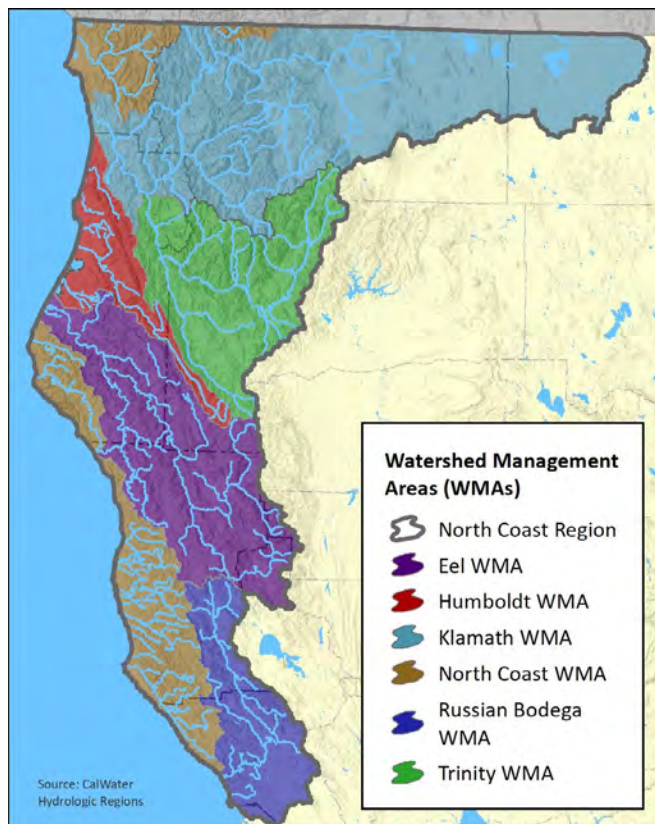 Watershed Management
Areas (WMAs)
North Coast Region
Eel WMA
Humboldt WMA
Klamath WMA
North Coast WMA
Russian Bodega
WMA
Trinity WMA
Source: CalWater
Hydrologic Regions